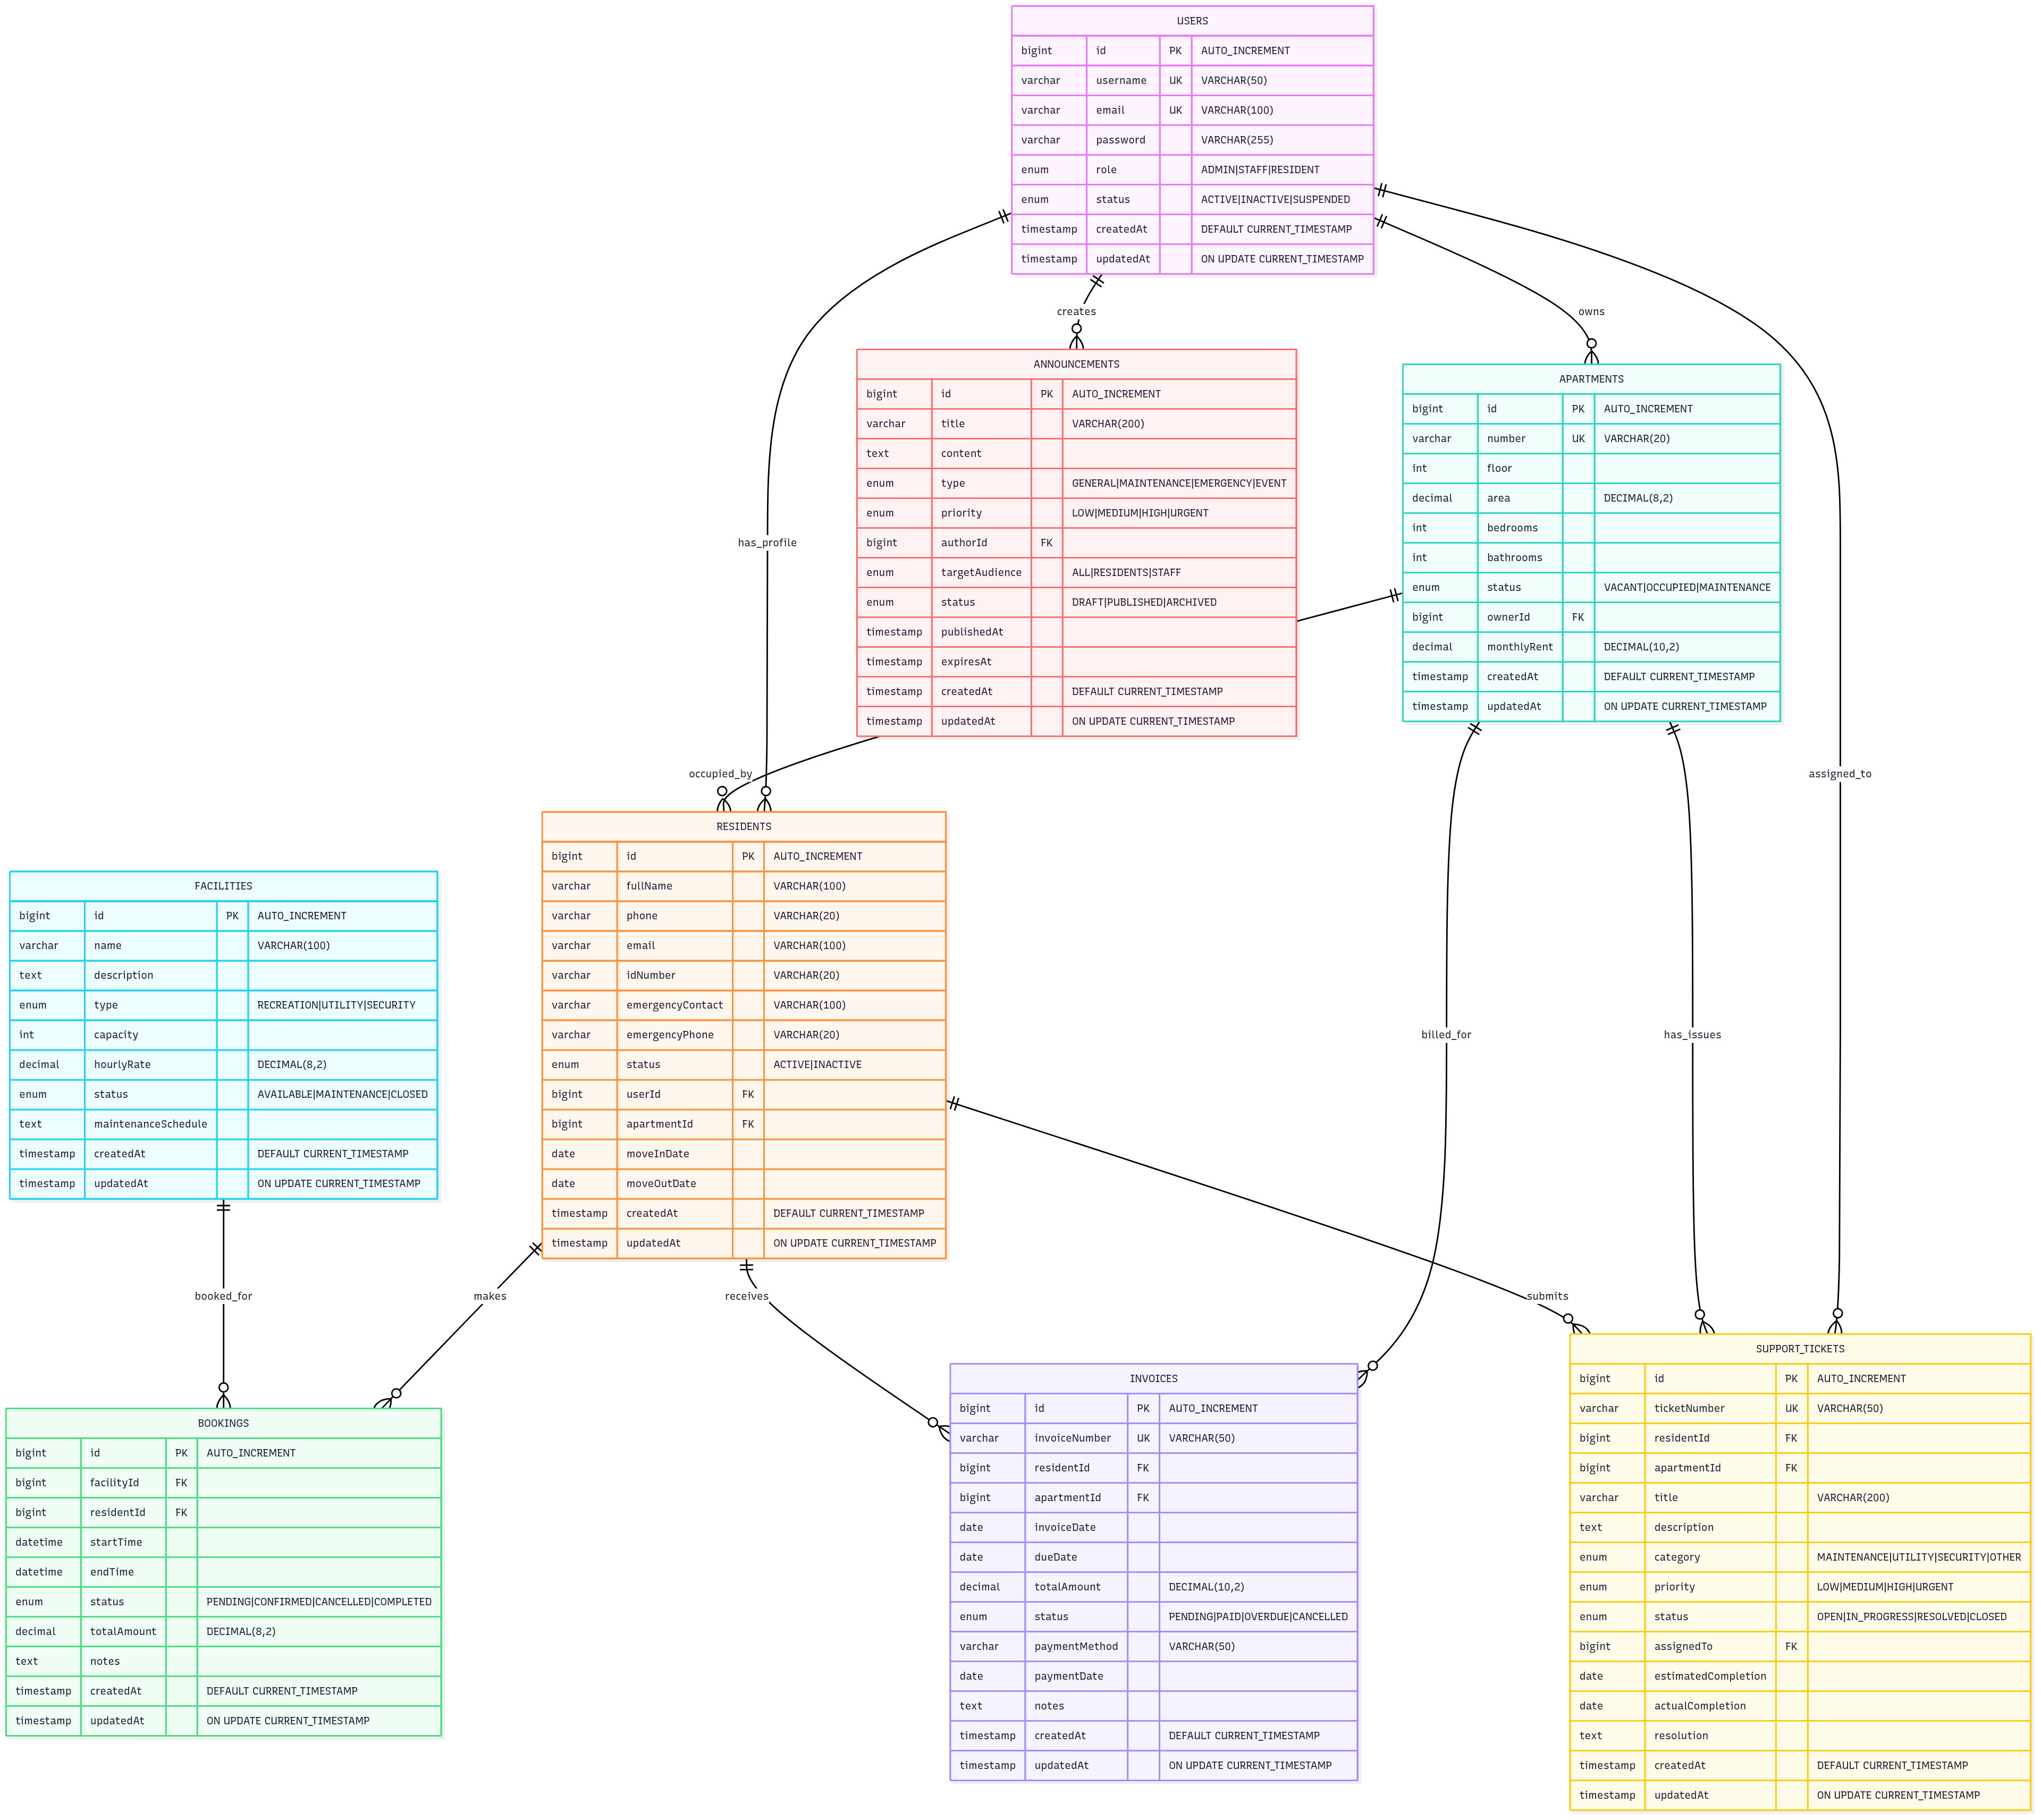 USERS
bigint id PK AUTO_INCREMENT
varchar username UK VARCHAR(50)
varchar email UK VARCHAR(100)
varchar password VARCHAR(255)
enum role ADMIN|STAFF|RESIDENT
enum status ACTIVE|INACTIVE|SUSPENDED
timestamp createdAt DEFAULT CURRENT_TIMESTAMP
timestamp updatedAt ON UPDATE CURRENT_TIMESTAMP
creates
owns
ANNOUNCEMENTS
bigint id PK AUTO_INCREMENT
varchar title VARCHAR(200)
text content
enum type GENERAL|MAINTENANCE|EMERGENCY|EVENT
enum priority LOW|MEDIUM|HIGH|URGENT
bigint authorId FK
enum targetAudience ALL|RESIDENTS|STAFF
enum status DRAFT|PUBLISHED|ARCHIVED
timestamp publishedAt
timestamp expiresAt
timestamp createdAt DEFAULT CURRENT_TIMESTAMP
timestamp updatedAt ON UPDATE CURRENT_TIMESTAMP
APARTMENTS
bigint id PK AUTO_INCREMENT
varchar number UK VARCHAR(20)
int floor
decimal area DECIMAL(8,2)
int bedrooms
int bathrooms
enum status VACANT|OCCUPIED|MAINTENANCE
bigint ownerId FK
decimal monthlyRent DECIMAL(10,2)
timestamp createdAt DEFAULT CURRENT_TIMESTAMP
timestamp updatedAt ON UPDATE CURRENT_TIMESTAMP
has_profile
occupied_by
assigned_to
RESIDENTS
bigint id PK AUTO_INCREMENT
varchar fullName VARCHAR(100)
varchar phone VARCHAR(20)
varchar email VARCHAR(100)
varchar idNumber VARCHAR(20)
varchar emergencyContact VARCHAR(100)
varchar emergencyPhone VARCHAR(20)
enum status ACTIVE|INACTIVE
bigint userId FK
bigint apartmentId FK
date moveInDate
date moveOutDate
timestamp createdAt DEFAULT CURRENT_TIMESTAMP
timestamp updatedAt ON UPDATE CURRENT_TIMESTAMP
FACILITIES
bigint id PK AUTO_INCREMENT
varchar name VARCHAR(100)
text description
enum type RECREATION|UTILITY|SECURITY
int capacity
decimal hourlyRate DECIMAL(8,2)
enum status AVAILABLE|MAINTENANCE|CLOSED
text maintenanceSchedule
timestamp createdAt DEFAULT CURRENT_TIMESTAMP
timestamp updatedAt ON UPDATE CURRENT_TIMESTAMP
billed_for
has_issues
booked_for
makes
receives
submits
BOOKINGS
bigint id PK AUTO_INCREMENT
bigint facilityId FK
bigint residentId FK
datetime startTime
datetime endTime
enum status PENDING|CONFIRMED|CANCELLED|COMPLETED
decimal totalAmount DECIMAL(8,2)
text notes
timestamp createdAt DEFAULT CURRENT_TIMESTAMP
timestamp updatedAt ON UPDATE CURRENT_TIMESTAMP
INVOICES
bigint id PK AUTO_INCREMENT
varchar invoiceNumber UK VARCHAR(50)
bigint residentId FK
bigint apartmentId FK
date invoiceDate
date dueDate
decimal totalAmount DECIMAL(10,2)
enum status PENDING|PAID|OVERDUE|CANCELLED
varchar paymentMethod VARCHAR(50)
date paymentDate
text notes
timestamp createdAt DEFAULT CURRENT_TIMESTAMP
timestamp updatedAt ON UPDATE CURRENT_TIMESTAMP
SUPPORT_TICKETS
bigint id PK AUTO_INCREMENT
varchar ticketNumber UK VARCHAR(50)
bigint residentId FK
bigint apartmentId FK
varchar title VARCHAR(200)
text description
enum category MAINTENANCE|UTILITY|SECURITY|OTHER
enum priority LOW|MEDIUM|HIGH|URGENT
enum status OPEN|IN_PROGRESS|RESOLVED|CLOSED
bigint assignedTo FK
date estimatedCompletion
date actualCompletion
text resolution
timestamp createdAt DEFAULT CURRENT_TIMESTAMP
timestamp updatedAt ON UPDATE CURRENT_TIMESTAMP